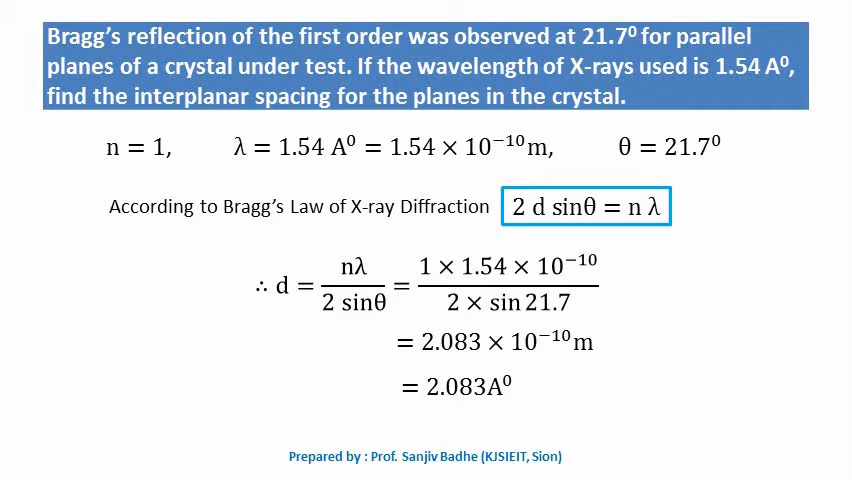 Bragg's reflection of the first order was observed at 21.7⁰ for parallel
planes of a crystal under test. If the wavelength of X-rays used is 1.54 A⁰,
find the interplanar spacing for the planes in the crystal.
n = 1, λ = 1.54 A⁰ = 1.54 × 10⁻¹⁰m, θ = 21.7⁰
According to Bragg's Law of X-ray Diffraction 2 d sinθ = n λ
∴ d = nλ / 2 sinθ = 1 × 1.54 × 10⁻¹⁰ / 2 × sin 21.7
= 2.083 × 10⁻¹⁰m
= 2.083A⁰
Prepared by : Prof. Sanjiv Badhe (KJSIEIT, Sion)